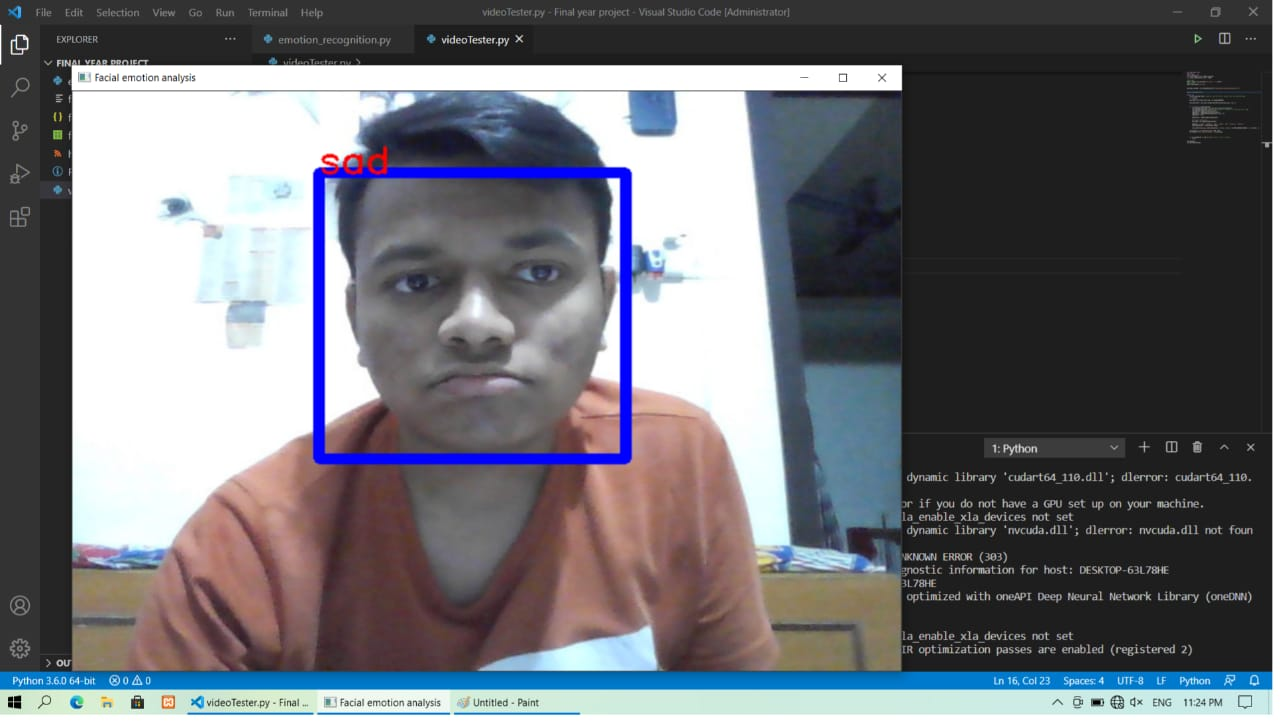 File Edit Selection View Go Run Terminal Help
videoTester.py - Final year project - Visual Studio Code [Administrator]
EXPLORER
emotion_recognition.py
videoTester.py
videoTester.py
FINAL YEAR PROJECT
Facial emotion analysis
sad
1: Python
dynamic library 'cudart64_110.dll'; dlerror: cudart64_110.
or if you do not have a GPU set up on your machine.
la_enable_xla_devices not set
dynamic library 'nvcuda.dll'; dlerror: nvcuda.dll not foun
NKNOWN ERROR (303)
gnostic information for host: DESKTOP-63L78HE
3L78HE
optimized with oneAPI Deep Neural Network Library (oneDNN)
la_enable_xla_devices not set
IR optimization passes are enabled (registered 2)
OU
Python 3.6.0 64-bit
0 0
Ln 16, Col 23 Spaces: 4 UTF-8 LF Python
videoTester.py - Final ...
Facial emotion analysis
Untitled - Paint
ENG
11:24 PM